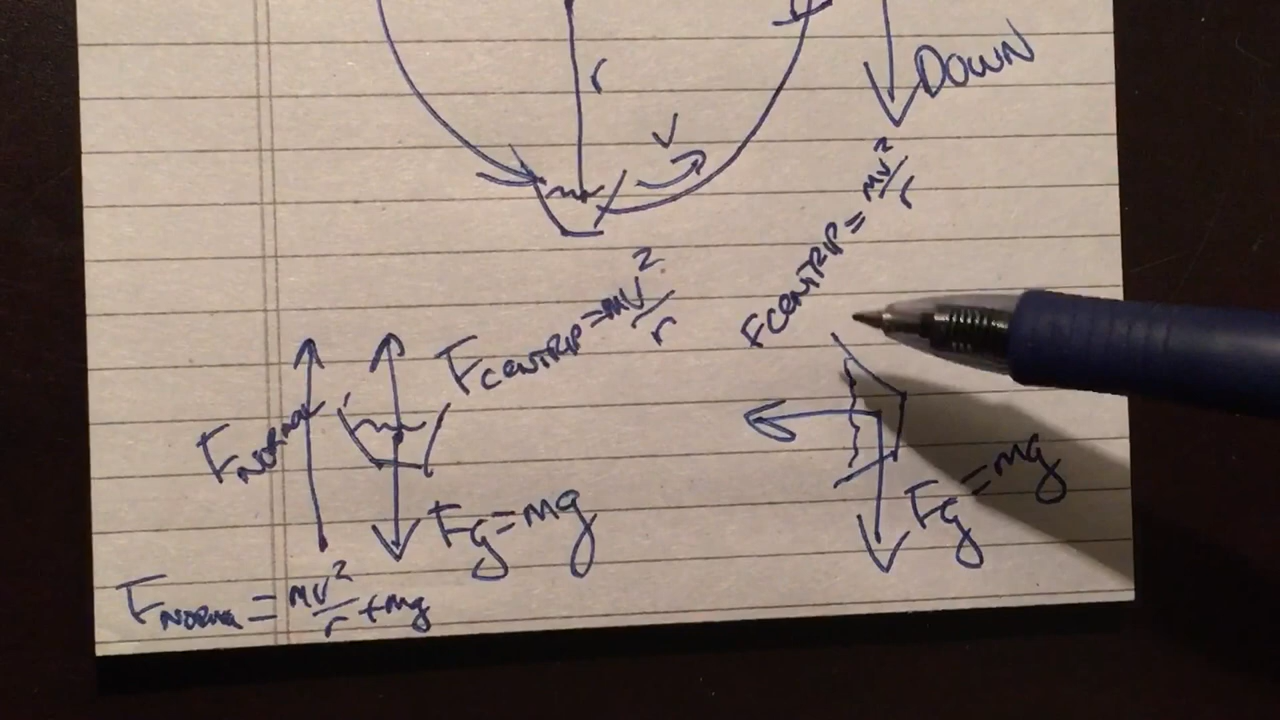 r
DOWN
V
FCENTRIP = mv²/r
FCENTRIP = mv²/r
FNORMAL
Fg = mg
Fg = mg
FNORMAL = mv²/r + mg